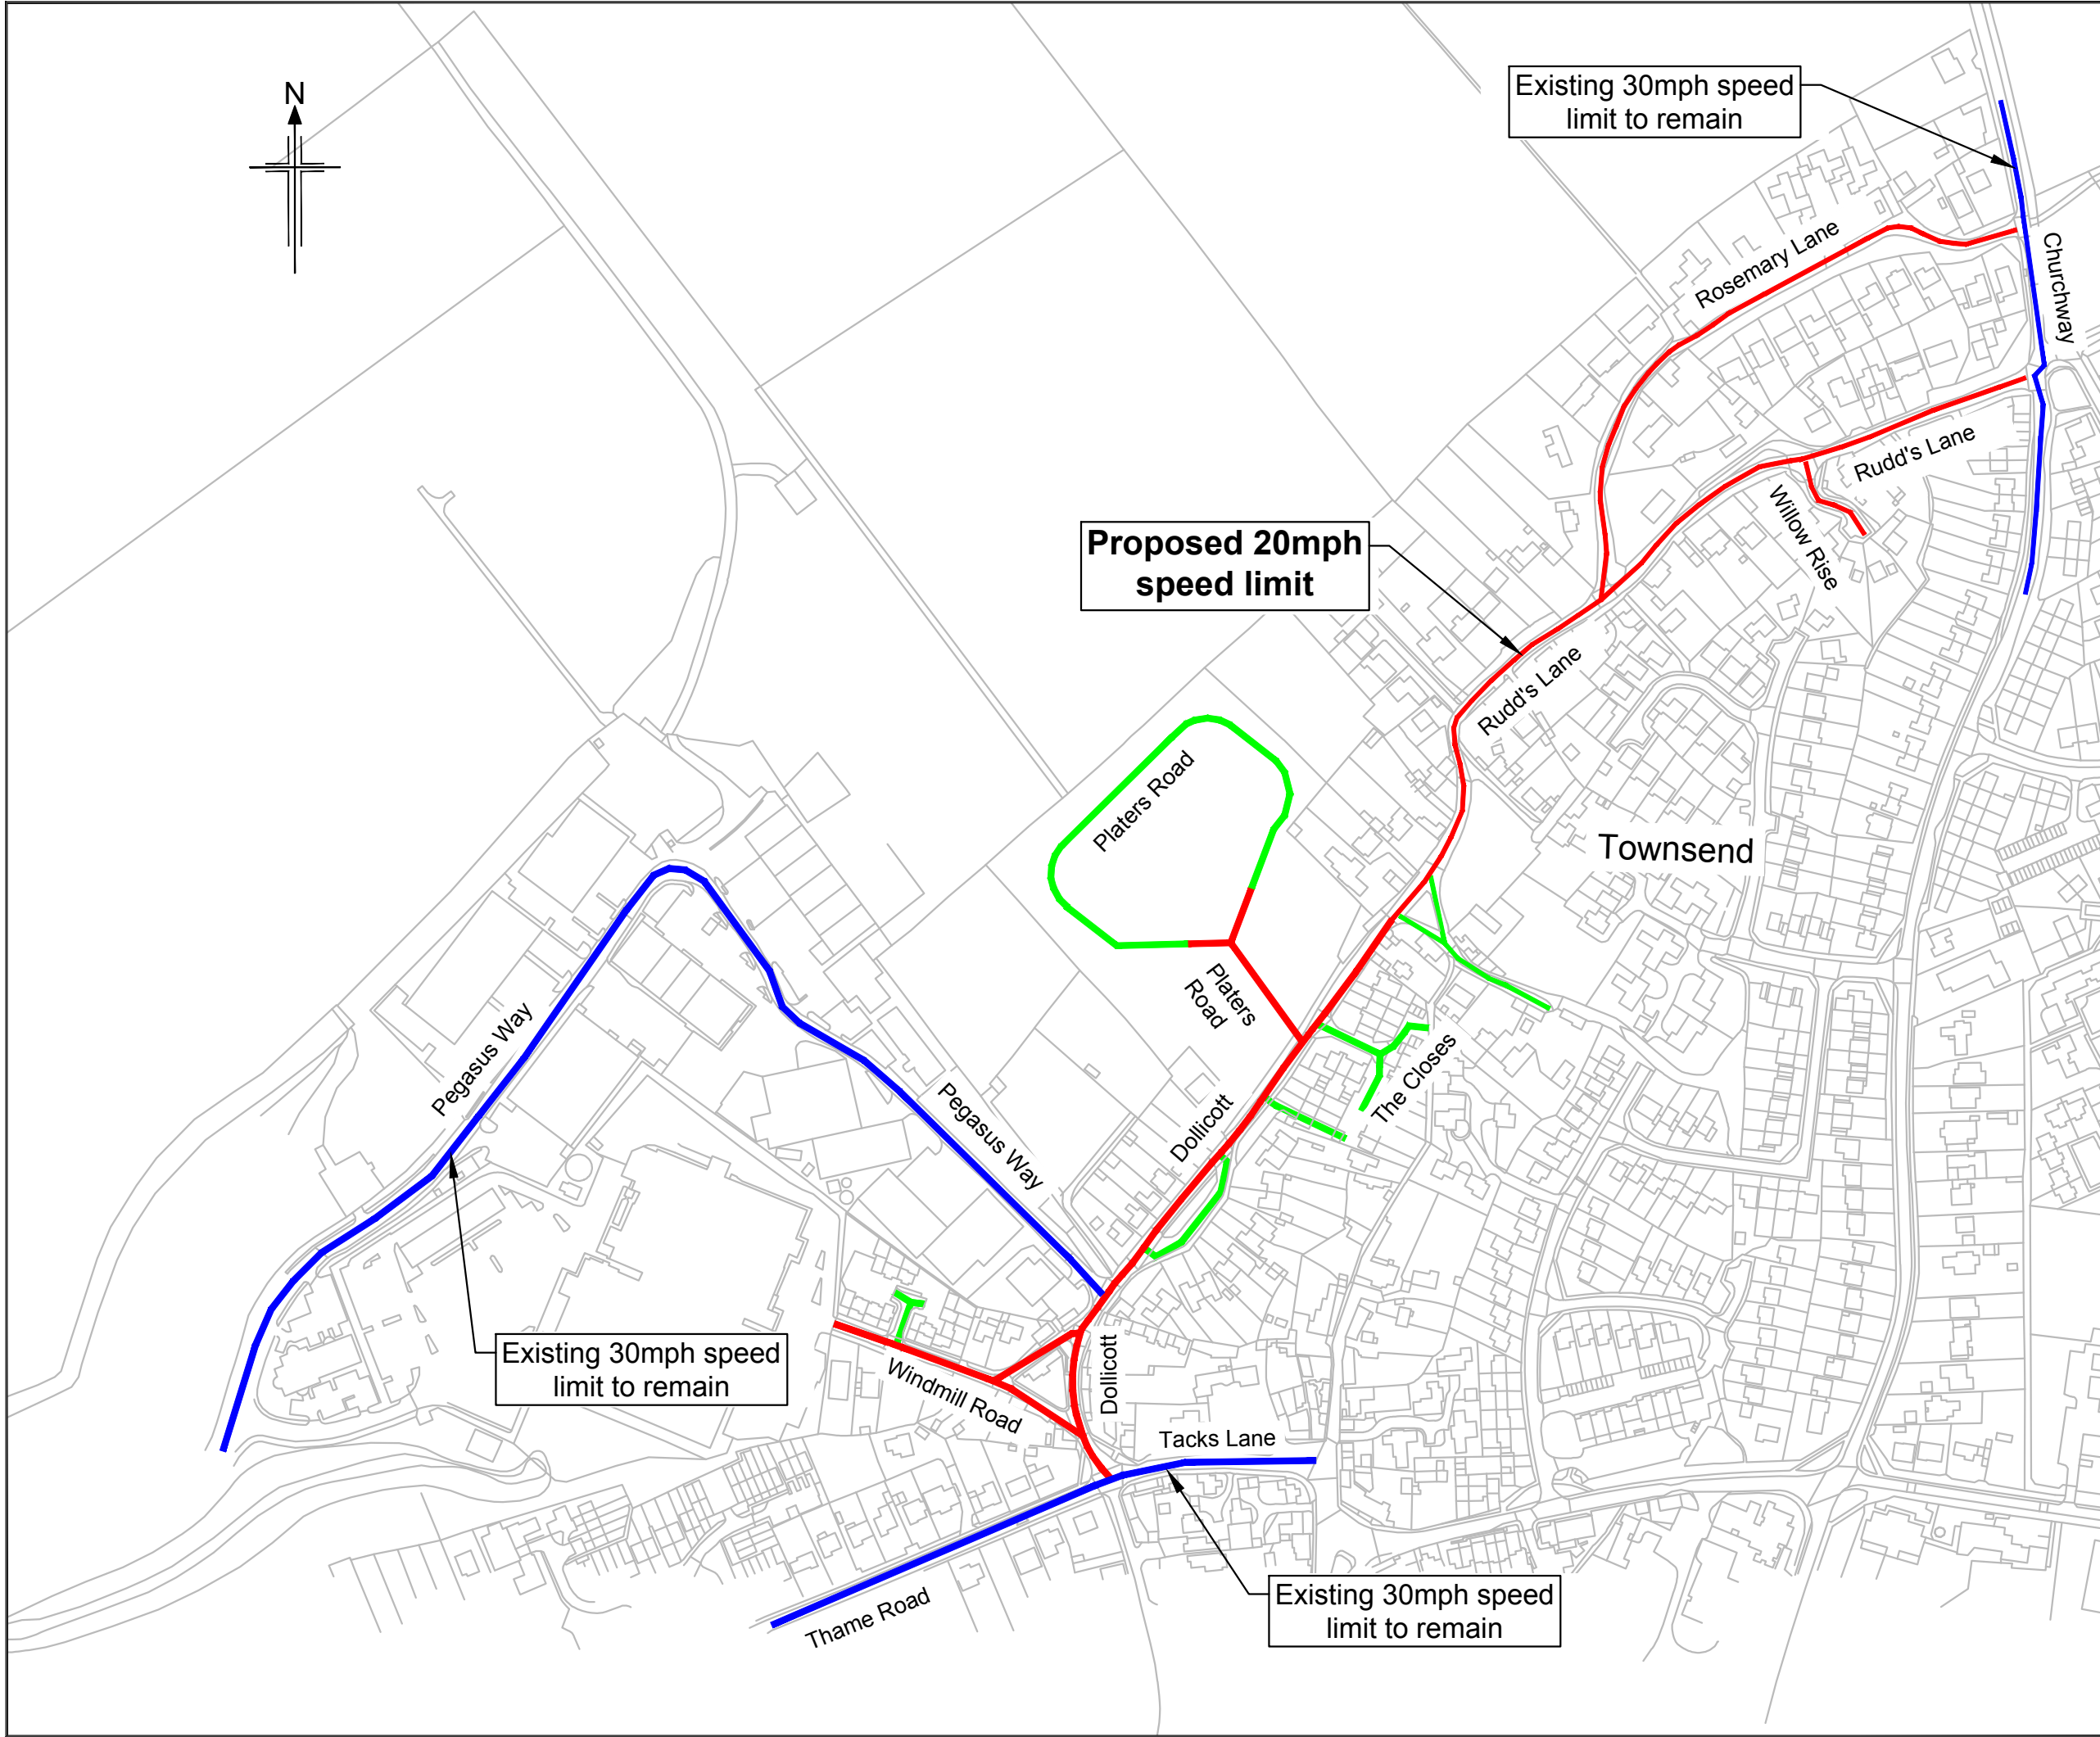 N
Existing 30mph speed
limit to remain
Churchway
Rosemary Lane
Rudd's Lane
Willow Rise
Proposed 20mph
speed limit
Rudd's Lane
Platers Road
Townsend
Platers
Road
Pegasus Way
The Closes
Pegasus Way
Dollicott
Existing 30mph speed
limit to remain
Windmill Road
Dollicott
Tacks Lane
Thame Road
Existing 30mph speed
limit to remain